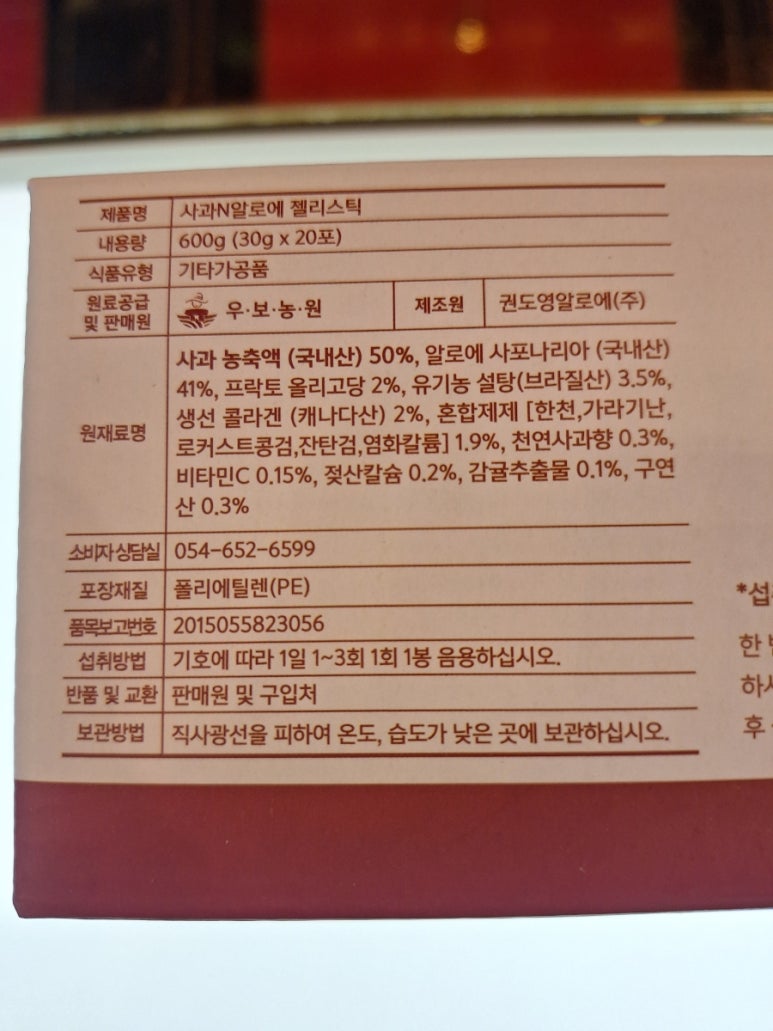 제품명 사과N알로에 젤리스틱
내용량 600g (30g x 20포)
식품유형 기타가공품
원료공급 및 판매원 우·보·농·원 제조원 권도영알로에(주)
원재료명
사과 농축액 (국내산) 50%, 알로에 사포나리아 (국내산)
41%, 프락토 올리고당 2%, 유기농 설탕(브라질산) 3.5%,
생선 콜라겐 (캐나다산) 2%, 혼합제제 [한천,가라기난,
로커스트콩검,잔탄검,염화칼륨] 1.9%, 천연사과향 0.3%,
비타민C 0.15%, 젖산칼슘 0.2%, 감귤추출물 0.1%, 구연
산 0.3%
소비자상담실 054-652-6599
포장재질 폴리에틸렌(PE)
품목보고번호 2015055823056
섭취방법 기호에 따라 1일 1~3회 1회 1봉 음용하십시오.
반품 및 교환 판매원 및 구입처
보관방법 직사광선을 피하여 온도, 습도가 낮은 곳에 보관하십시오.
한
후